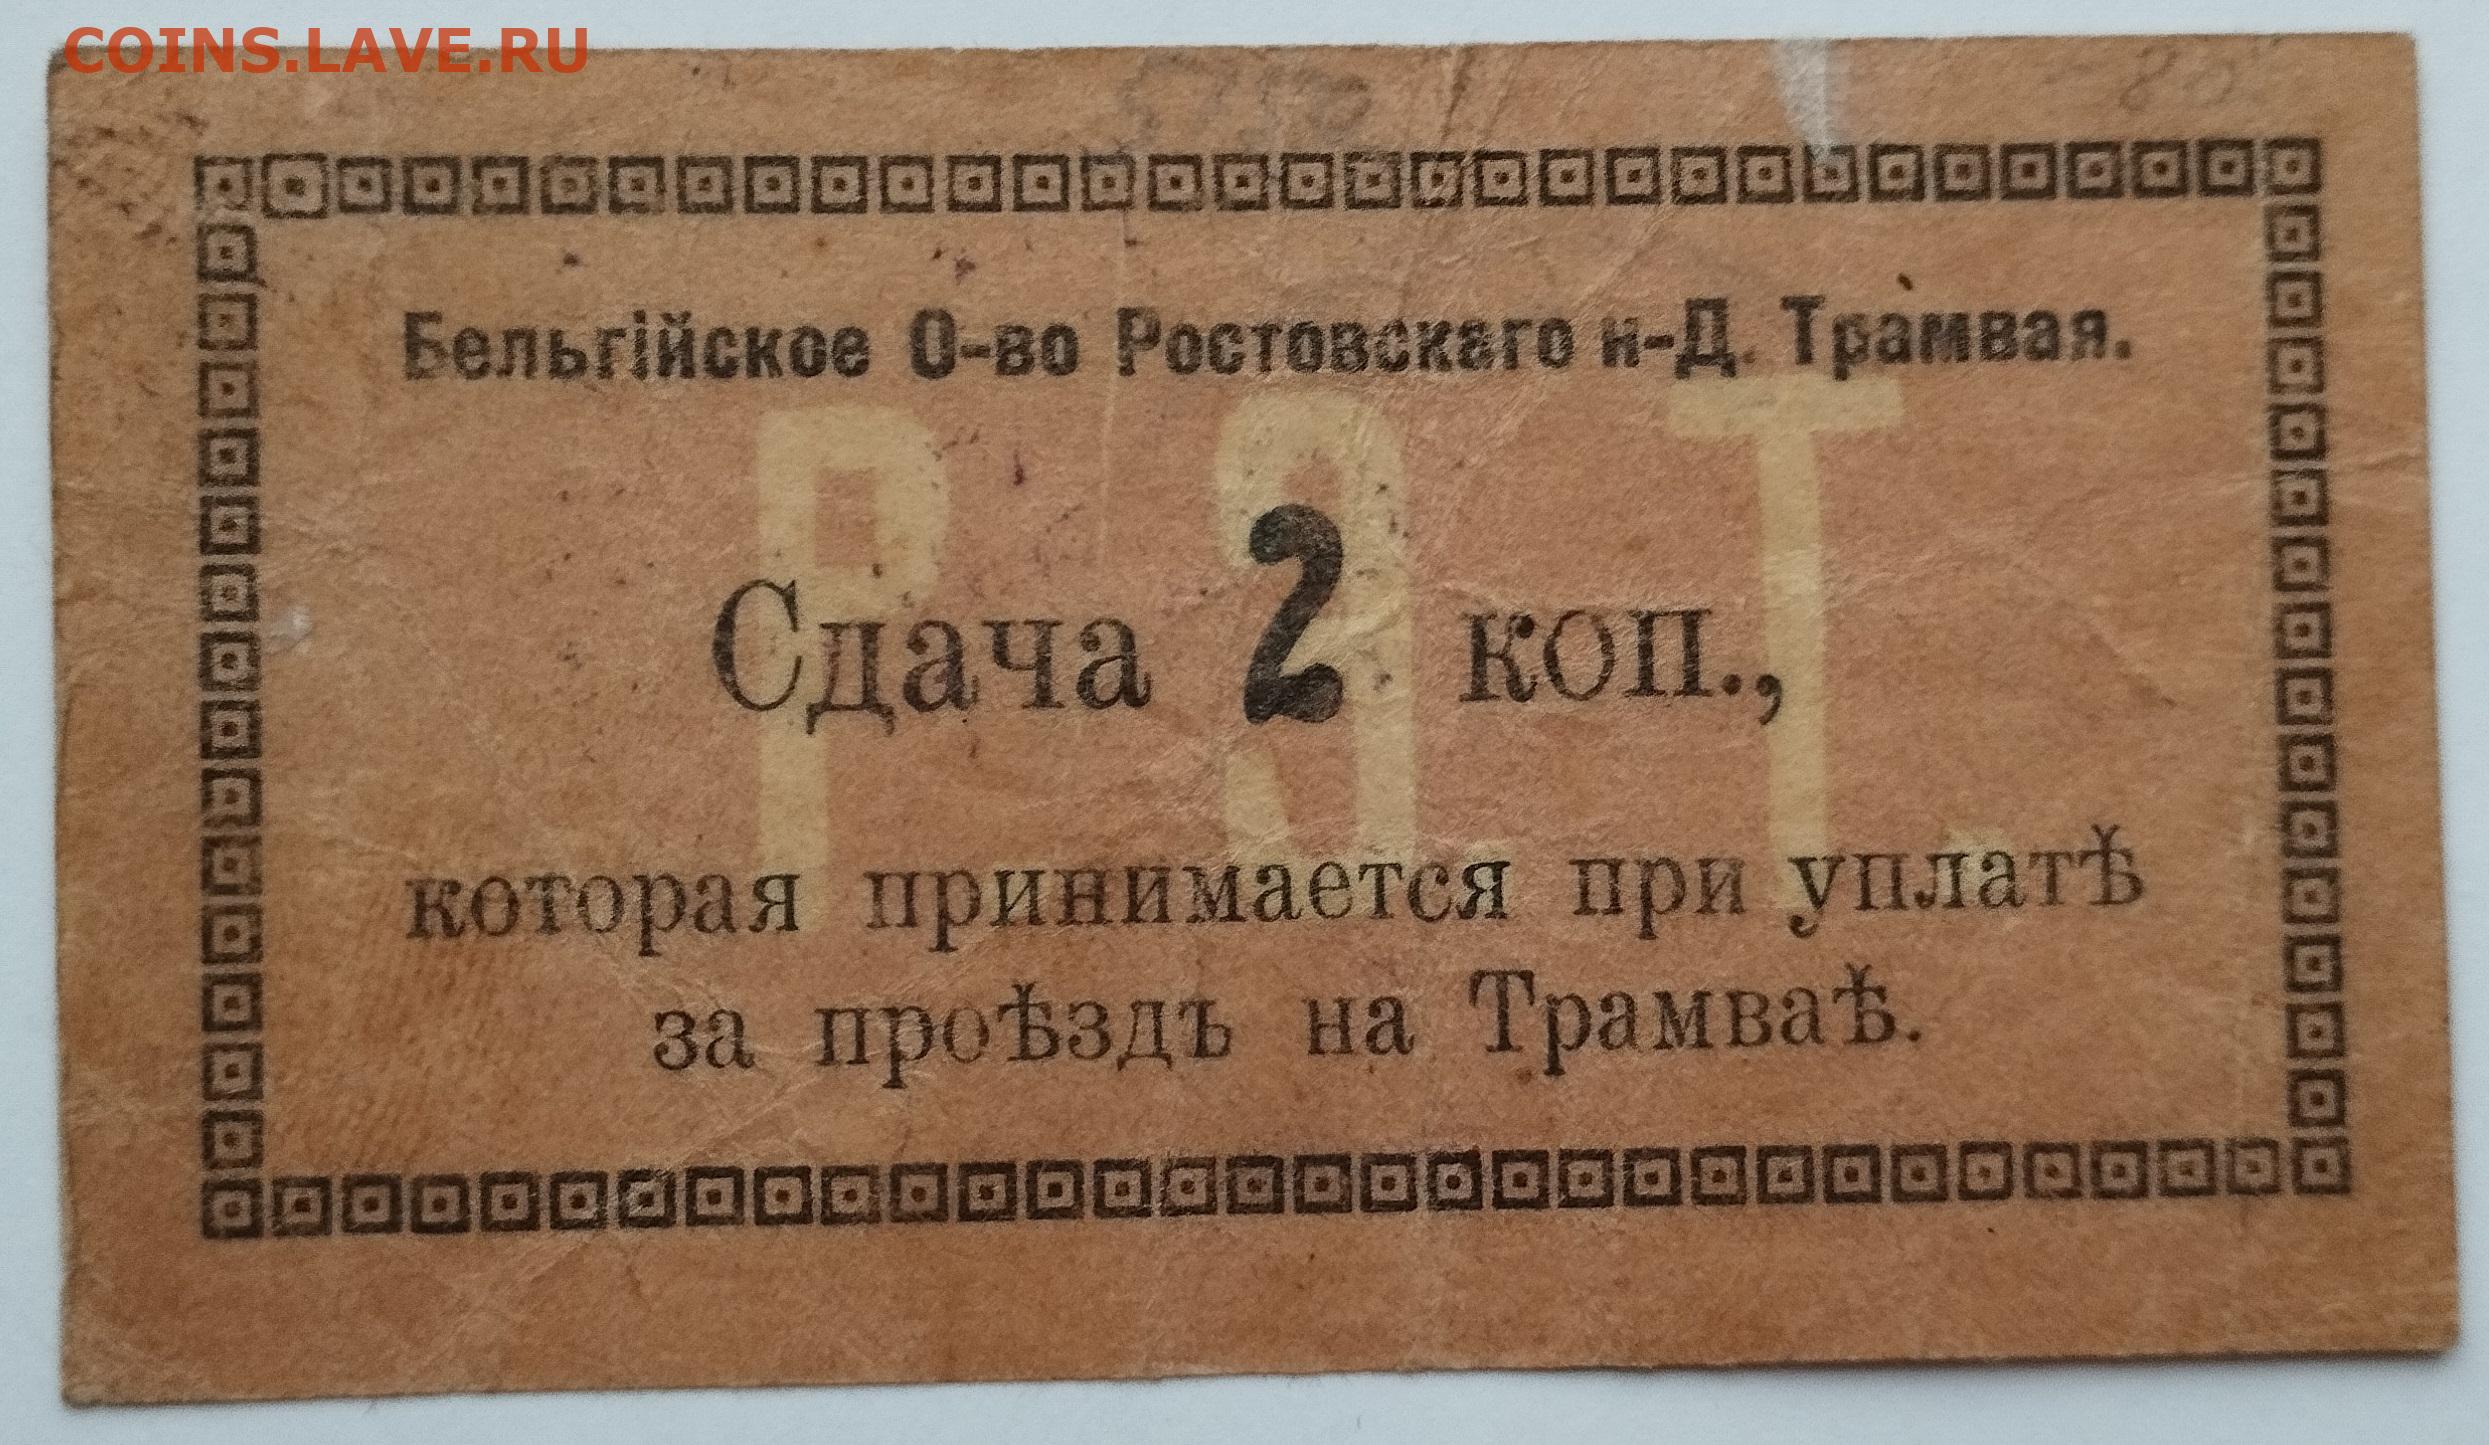 COINS.LAVE.RU
Бельгійское О-во Ростовскаго н-Д. Трамвая.
Р. Э. Т.
Сдача 2 коп.,
которая принимается при уплатѣ
за проѣздъ на Трамваѣ.